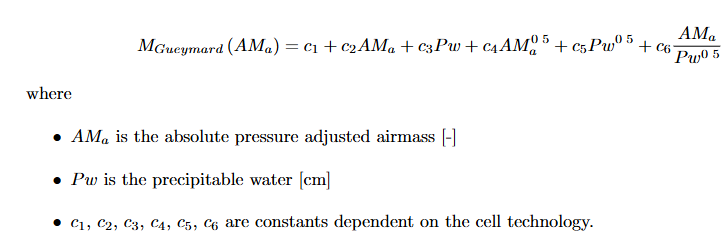 M_{Gueymard} (AM_a) = c_1 + c_2 AM_a + c_3 Pw + c_4 AM_a^{0 5} + c_5 Pw^{0 5} + c_6 \frac{AM_a}{Pw^{0 5}}
where
• AM_a is the absolute pressure adjusted airmass [-]
• Pw is the precipitable water [cm]
• c_1, c_2, c_3, c_4, c_5, c_6 are constants dependent on the cell technology.